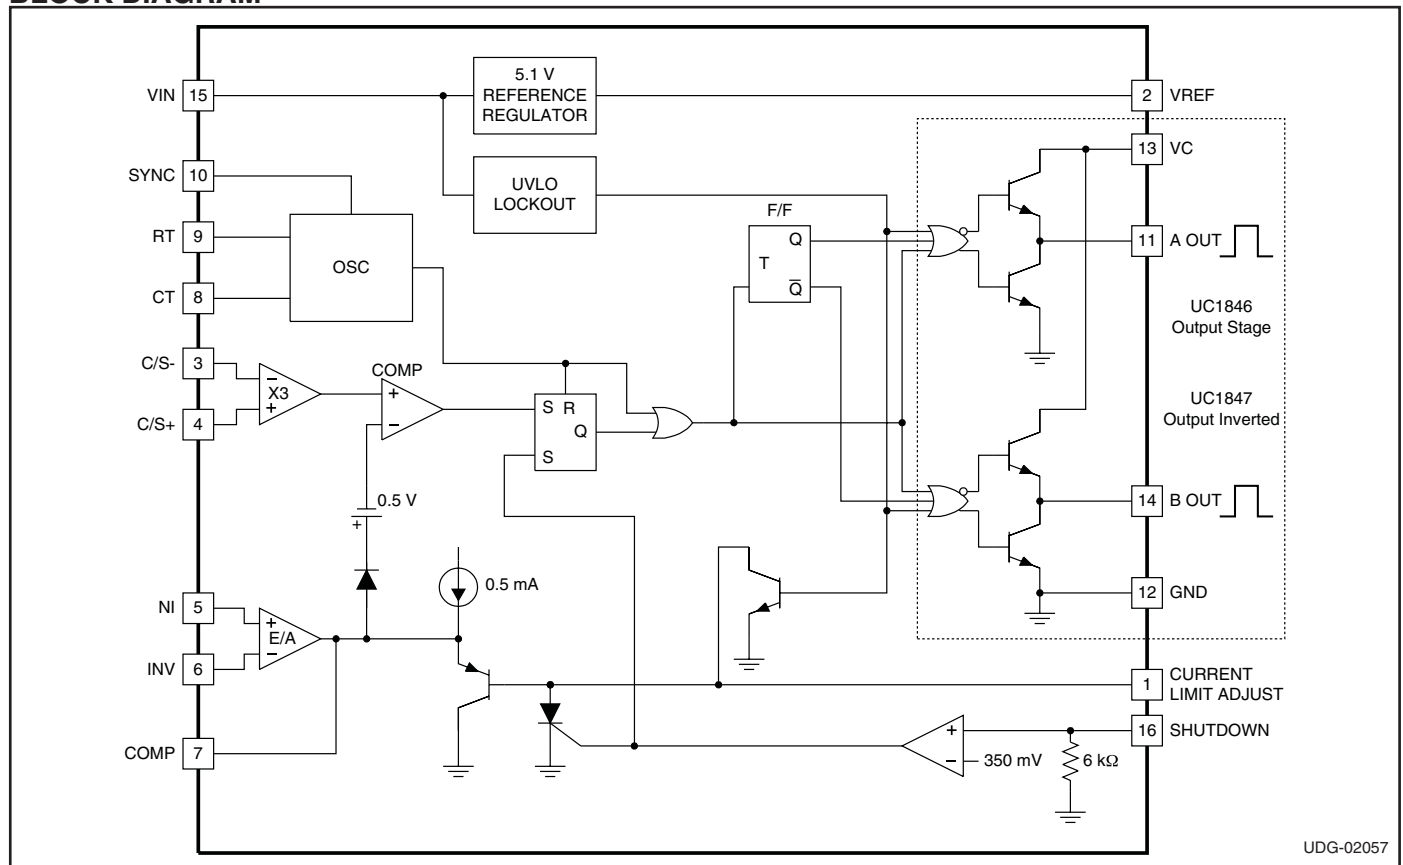 VIN 15
5.1 V
REFERENCE
REGULATOR
2 VREF
13 VC
SYNC 10
UVLO
LOCKOUT
F/F
RT 9
OSC
T
Q
Q̅
11 A OUT
CT 8
UC1846
Output Stage
C/S- 3
−
X3
+
C/S+ 4
COMP
+
−
S R
Q
S
UC1847
Output Inverted
0.5 V
+
14 B OUT
0.5 mA
NI 5
+
E/A
−
INV 6
12 GND
1 CURRENT
LIMIT ADJUST
COMP 7
+
−
350 mV
6 kΩ
16 SHUTDOWN
UDG-02057